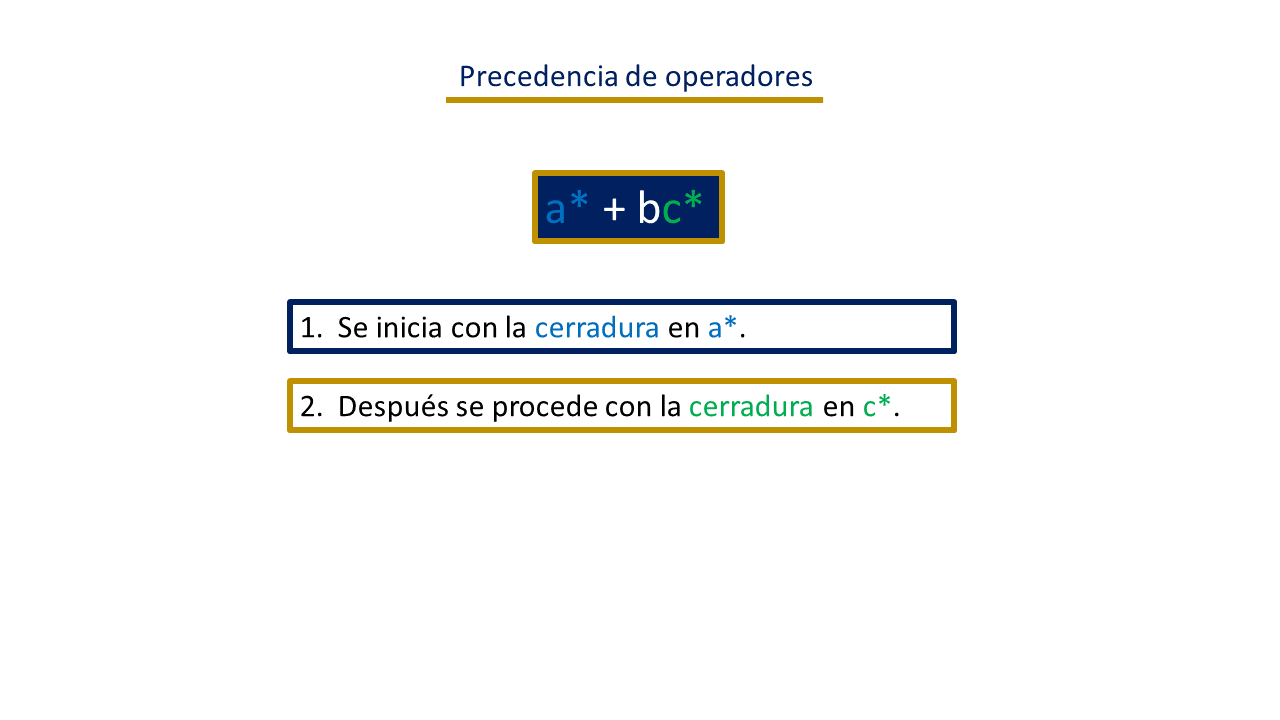 Precedencia de operadores
a* + bc*
1. Se inicia con la cerradura en a*.
2. Después se procede con la cerradura en c*.